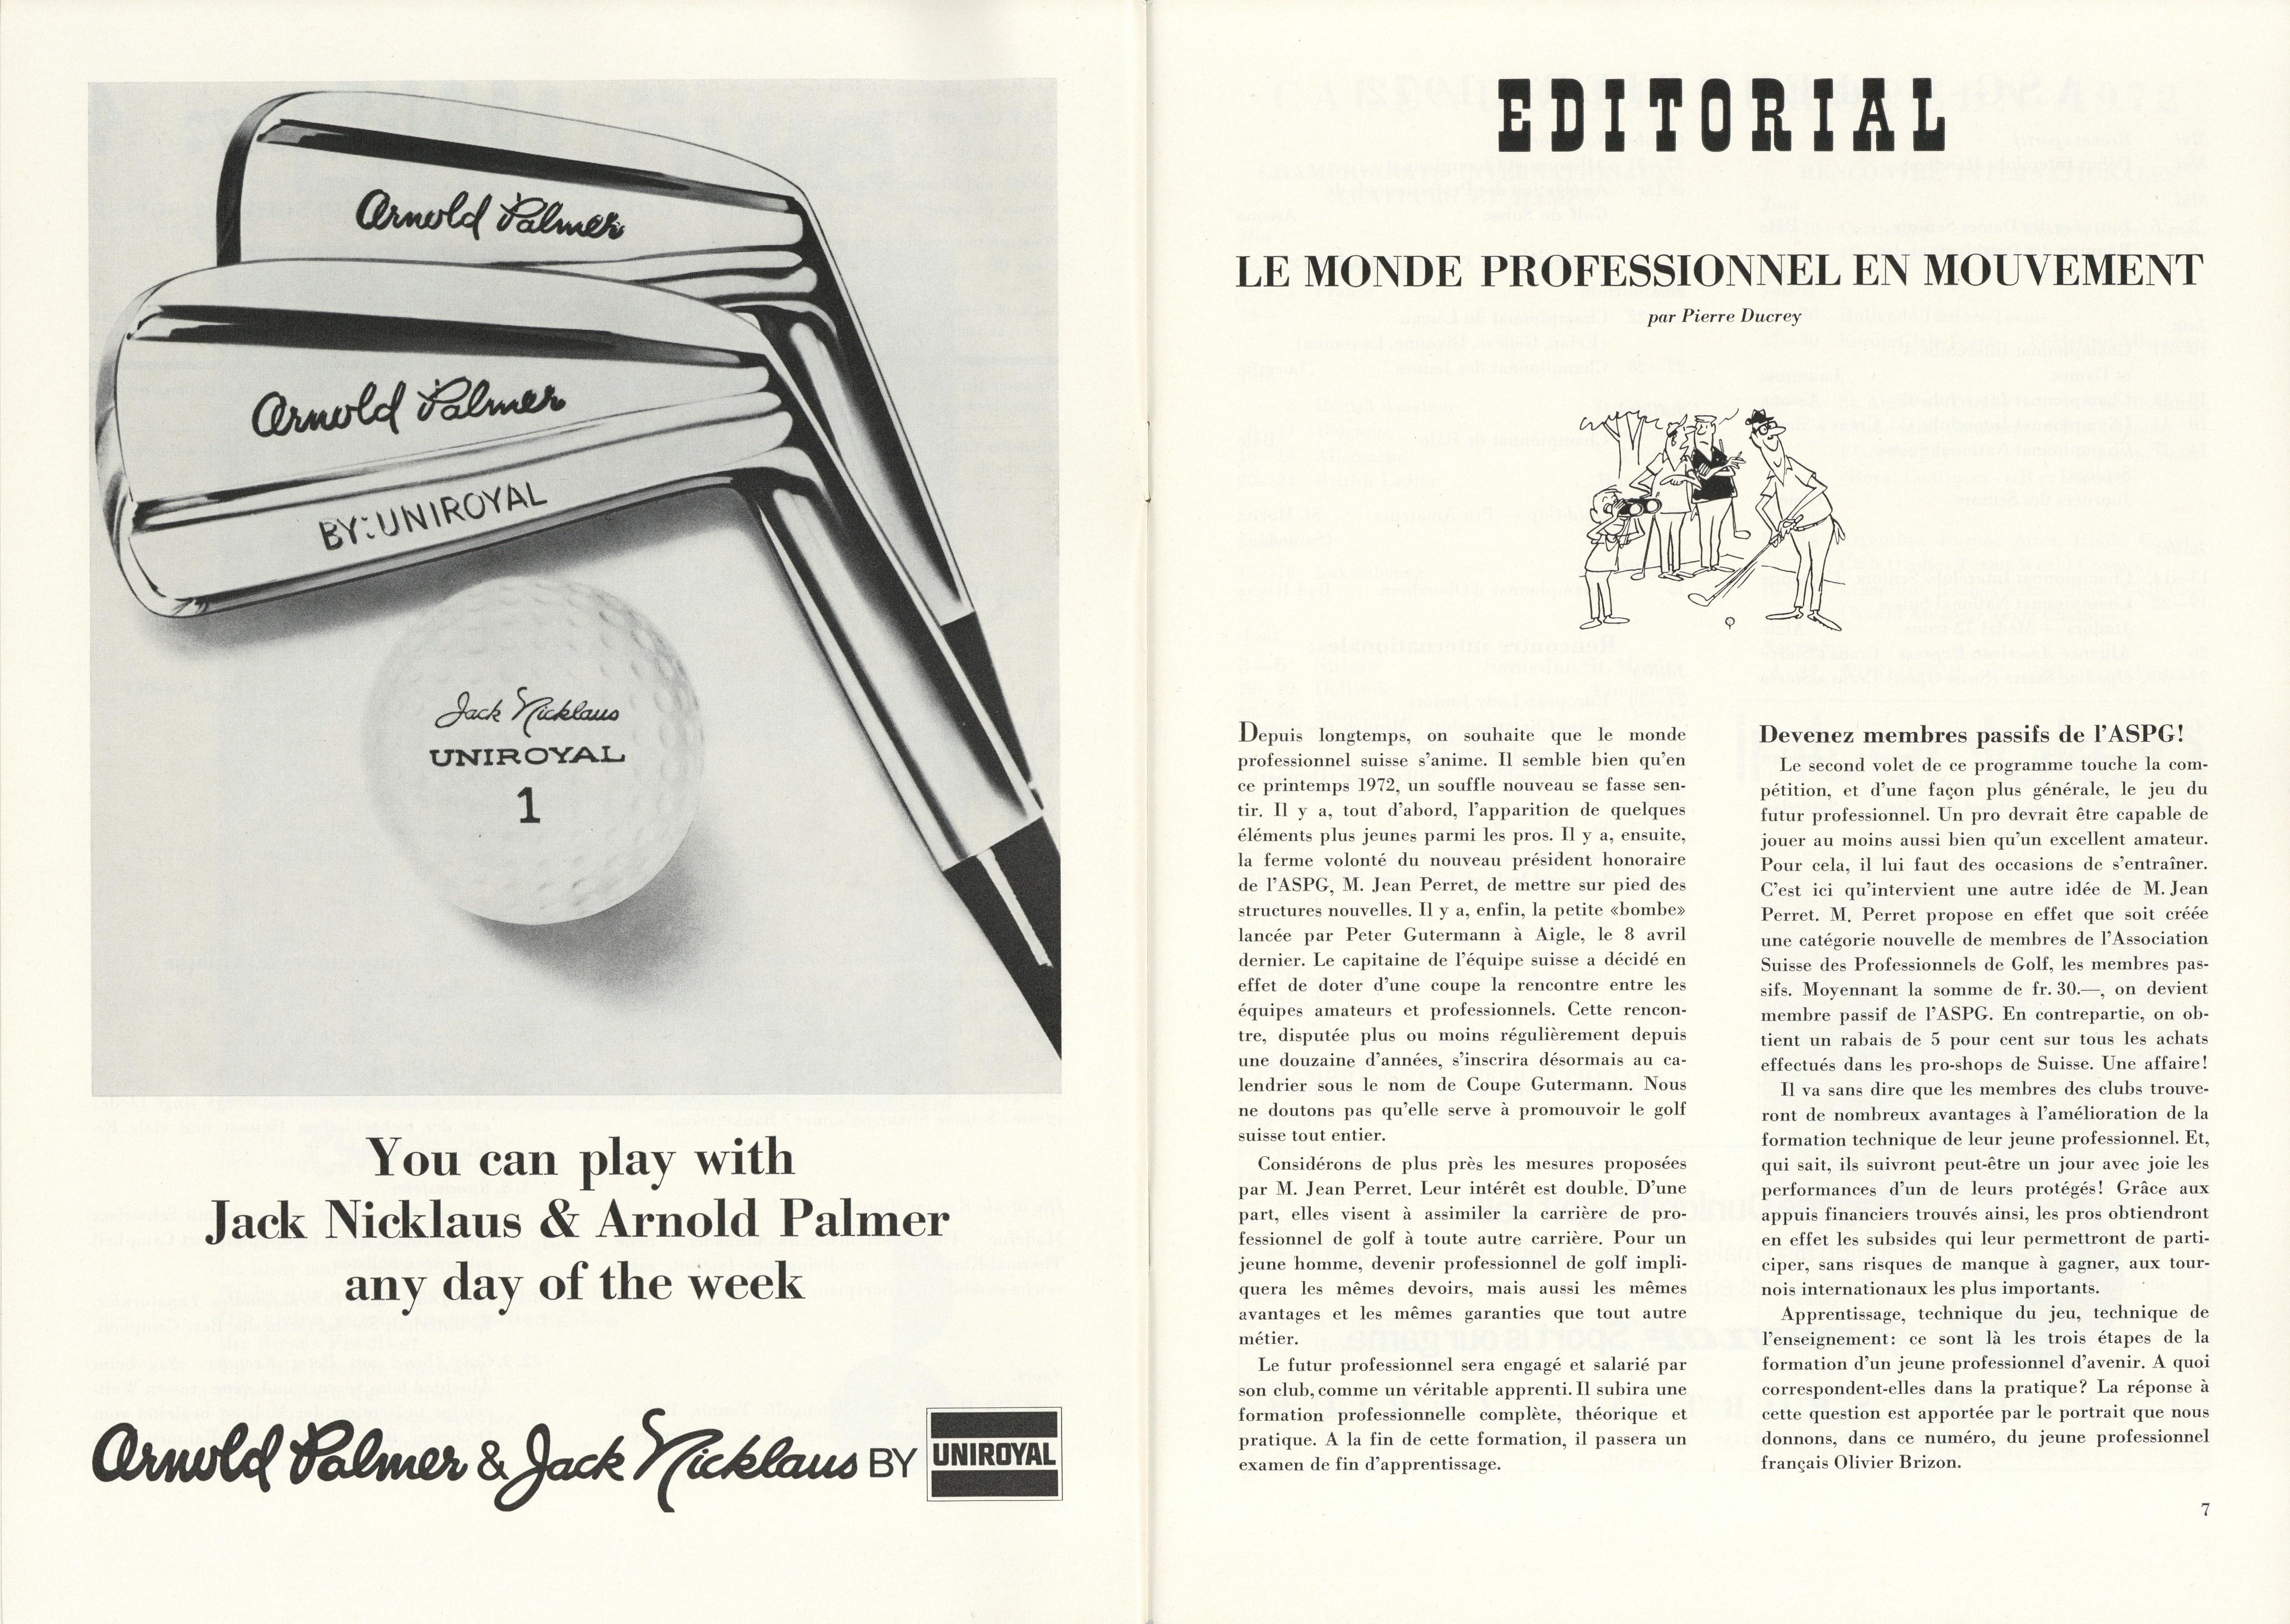 Arnold Palmer
Arnold Palmer
BY: UNIROYAL
Jack Nicklaus
UNIROYAL
1
You can play with
Jack Nicklaus & Arnold Palmer
any day of the week
Arnold Palmer & Jack Nicklaus BY UNIROYAL
EDITORIAL
LE MONDE PROFESSIONNEL EN MOUVEMENT
par Pierre Ducrey
Depuis longtemps, on souhaite que le monde
professionnel suisse s'anime. Il semble bien qu'en
ce printemps 1972, un souffle nouveau se fasse sen-
tir. Il y a, tout d'abord, l'apparition de quelques
éléments plus jeunes parmi les pros. Il y a, ensuite,
la ferme volonté du nouveau président honoraire
de l'ASPG, M. Jean Perret, de mettre sur pied des
structures nouvelles. Il y a, enfin, la petite «bombe»
lancée par Peter Gutermann à Aigle, le 8 avril
dernier. Le capitaine de l'équipe suisse a décidé en
effet de doter d'une coupe la rencontre entre les
équipes amateurs et professionnels. Cette rencon-
tre, disputée plus ou moins régulièrement depuis
une douzaine d'années, s'inscrira désormais au ca-
lendrier sous le nom de Coupe Gutermann. Nous
ne doutons pas qu'elle serve à promouvoir le golf
suisse tout entier.
Considérons de plus près les mesures proposées
par M. Jean Perret. Leur intérêt est double. D'une
part, elles visent à assimiler la carrière de pro-
fessionnel de golf à toute autre carrière. Pour un
jeune homme, devenir professionnel de golf impli-
quera les mêmes devoirs, mais aussi les mêmes
avantages et les mêmes garanties que tout autre
métier.
Le futur professionnel sera engagé et salarié par
son club, comme un véritable apprenti. Il subira une
formation professionnelle complète, théorique et
pratique. A la fin de cette formation, il passera un
examen de fin d'apprentissage.
Devenez membres passifs de l'ASPG!
Le second volet de ce programme touche la com-
pétition, et d'une façon plus générale, le jeu du
futur professionnel. Un pro devrait être capable de
jouer au moins aussi bien qu'un excellent amateur.
Pour cela, il lui faut des occasions de s'entraîner.
C'est ici qu'intervient une autre idée de M. Jean
Perret. M. Perret propose en effet que soit créée
une catégorie nouvelle de membres de l'Association
Suisse des Professionnels de Golf, les membres pas-
sifs. Moyennant la somme de fr. 30.—, on devient
membre passif de l'ASPG. En contrepartie, on ob-
tient un rabais de 5 pour cent sur tous les achats
effectués dans les pro-shops de Suisse. Une affaire!
Il va sans dire que les membres des clubs trouve-
ront de nombreux avantages à l'amélioration de la
formation technique de leur jeune professionnel. Et,
qui sait, ils suivront peut-être un jour avec joie les
performances d'un de leurs protégés! Grâce aux
appuis financiers trouvés ainsi, les pros obtiendront
en effet les subsides qui leur permettront de parti-
ciper, sans risques de manque à gagner, aux tour-
nois internationaux les plus importants.
Apprentissage, technique du jeu, technique de
l'enseignement: ce sont là les trois étapes de la
formation d'un jeune professionnel d'avenir. A quoi
correspondent-elles dans la pratique? La réponse à
cette question est apportée par le portrait que nous
donnons, dans ce numéro, du jeune professionnel
français Olivier Brizon.
7